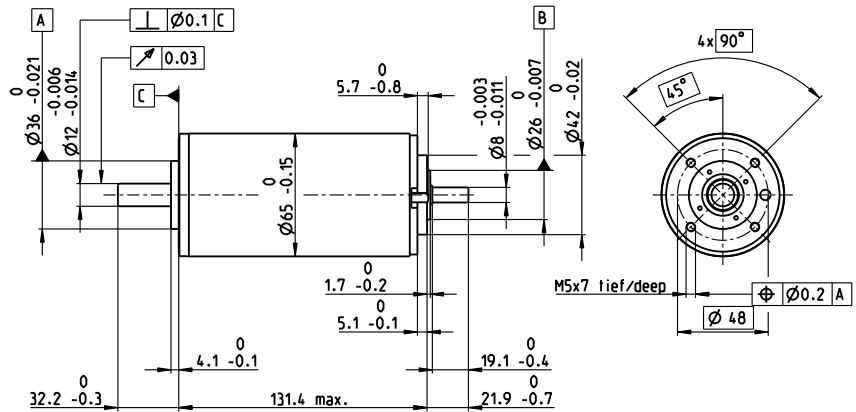 A
⊥ Ø0.1 C
↗ 0.03
C
0
Ø36 -0.021
-0.006
Ø12 -0.014
0
Ø65 -0.15
0
5.7 -0.8
-0.003
Ø8 -0.011
B
0
Ø26 -0.007
0
Ø42 -0.02
0
1.7 -0.2
0
5.1 -0.1
0
4.1 -0.1
0
19.1 -0.4
0
32.2 -0.3
131.4 max.
0
21.9 -0.7
4x 90°
45°
M5x7 tief/deep
⌖ Ø0.2 A
Ø 48